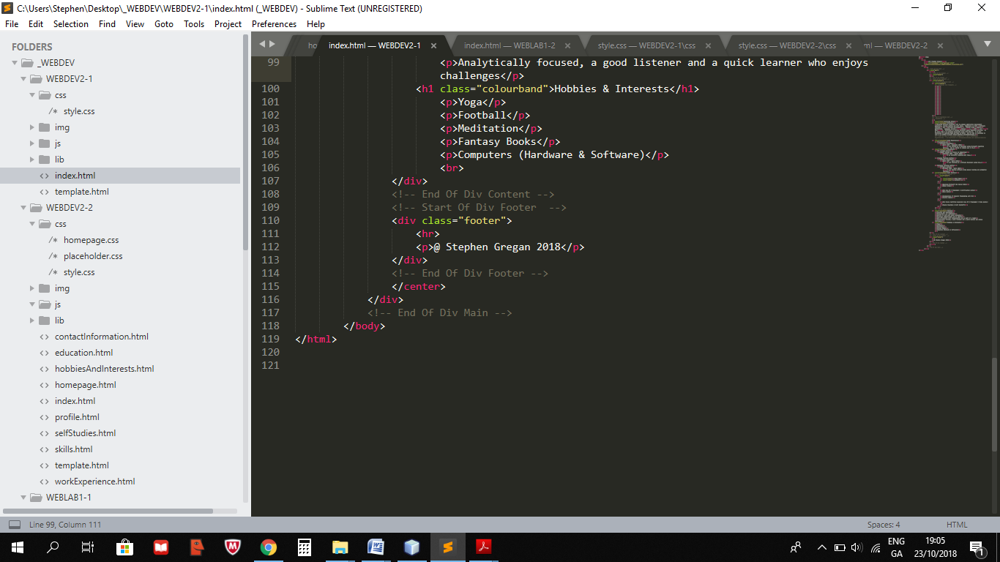 C:\Users\Stephen\Desktop\_WEBDEV\WEBDEV2-1\index.html (_WEBDEV) - Sublime Text (UNREGISTERED)
File Edit Selection Find View Goto Tools Project Preferences Help
FOLDERS
_WEBDEV
WEBDEV2-1
css
/* style.css
img
js
lib
<> index.html
<> template.html
WEBDEV2-2
css
/* homepage.css
/* placeholder.css
/* style.css
img
js
lib
<> contactInformation.html
<> education.html
<> hobbiesAndInterests.html
<> homepage.html
<> index.html
<> profile.html
<> selfStudies.html
<> skills.html
<> template.html
<> workExperience.html
WEBLAB1-1
ho index.html — WEBDEV2-1 × index.html — WEBLAB1-2 × style.css — WEBDEV2-1\css × style.css — WEBDEV2-2\css × ml — WEBDEV2-2 ×
99 <p>Analytically focused, a good listener and a quick learner who enjoys
challenges</p>
100 <h1 class="colourband">Hobbies & Interests</h1>
101 <p>Yoga</p>
102 <p>Football</p>
103 <p>Meditation</p>
104 <p>Fantasy Books</p>
105 <p>Computers (Hardware & Software)</p>
106 <br>
107 </div>
108 <!-- End Of Div Content -->
109 <!-- Start Of Div Footer  -->
110 <div class="footer">
111 <hr>
112 <p>@ Stephen Gregan 2018</p>
113 </div>
114 <!-- End Of Div Footer -->
115 </center>
116 </div>
117 <!-- End Of Div Main -->
118 </body>
119 </html>
120
121
Line 99, Column 111 Spaces: 4 HTML
ENG 19:05
GA 23/10/2018 1